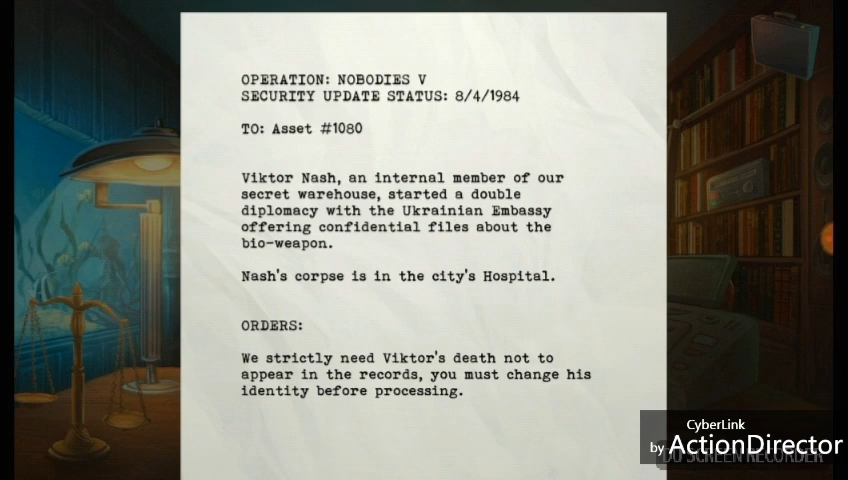 OPERATION: NOBODIES V
SECURITY UPDATE STATUS: 8/4/1984
TO: Asset #1080
Viktor Nash, an internal member of our
secret warehouse, started a double
diplomacy with the Ukrainian Embassy
offering confidential files about the
bio-weapon.
Nash's corpse is in the city's Hospital.
ORDERS:
We strictly need Viktor's death not to
appear in the records, you must change his
identity before processing.
CyberLink
by ActionDirector
SCREEN RECORDER